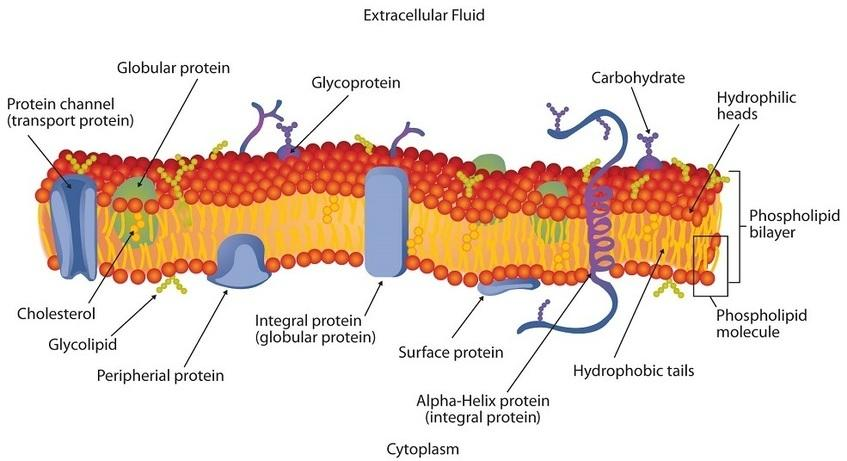 Extracellular Fluid
Globular protein
Glycoprotein
Carbohydrate
Protein channel
(transport protein)
Hydrophilic
heads
Phospholipid
bilayer
Cholesterol
Glycolipid
Peripherial protein
Integral protein
(globular protein)
Surface protein
Alpha-Helix protein
(integral protein)
Hydrophobic tails
Phospholipid
molecule
Cytoplasm